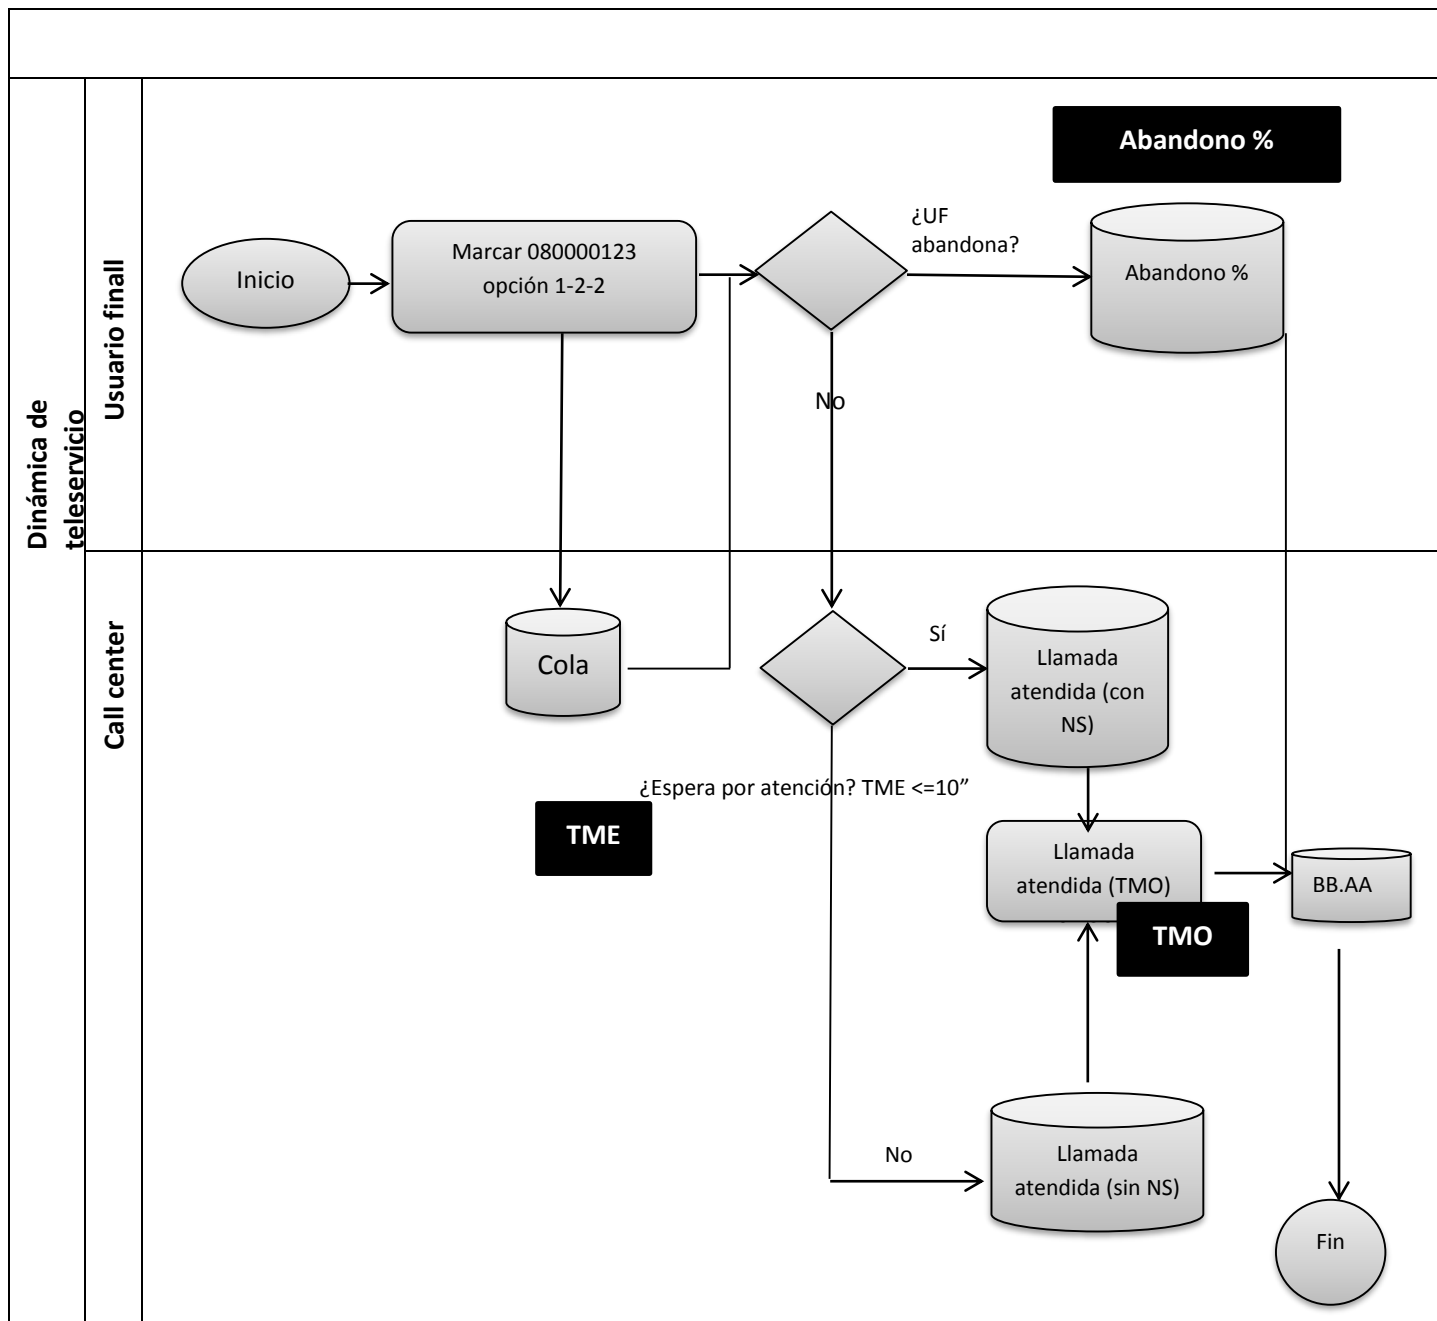 Dinámica de
teleservicio
Usuario finall
Abandono %
Inicio
Marcar 080000123
opción 1-2-2
¿UF
abandona?
Abandono %
No
Call center
Cola
Sí
Llamada
atendida (con
NS)
¿Espera por atención? TME <=10”
TME
Llamada
atendida (TMO)
TMO
BB.AA
No
Llamada
atendida (sin NS)
Fin